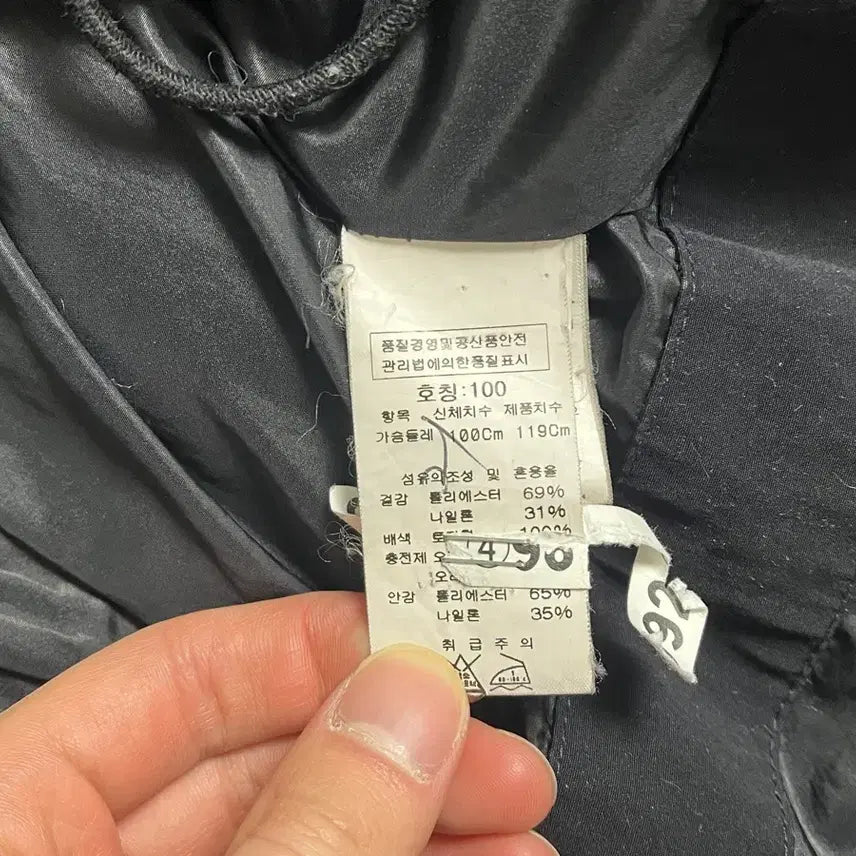 품질경영및공산품안전
관리법에의한품질표시
호칭:100
항목 신체치수 제품치수
가슴둘레 100Cm 119Cm
섬유의조성 및 혼용율
겉감 폴리에스터 69%
나일론 31%
배색 100%
충전제
안감 폴리에스터 65%
나일론 35%
취급주의
(4)98
92